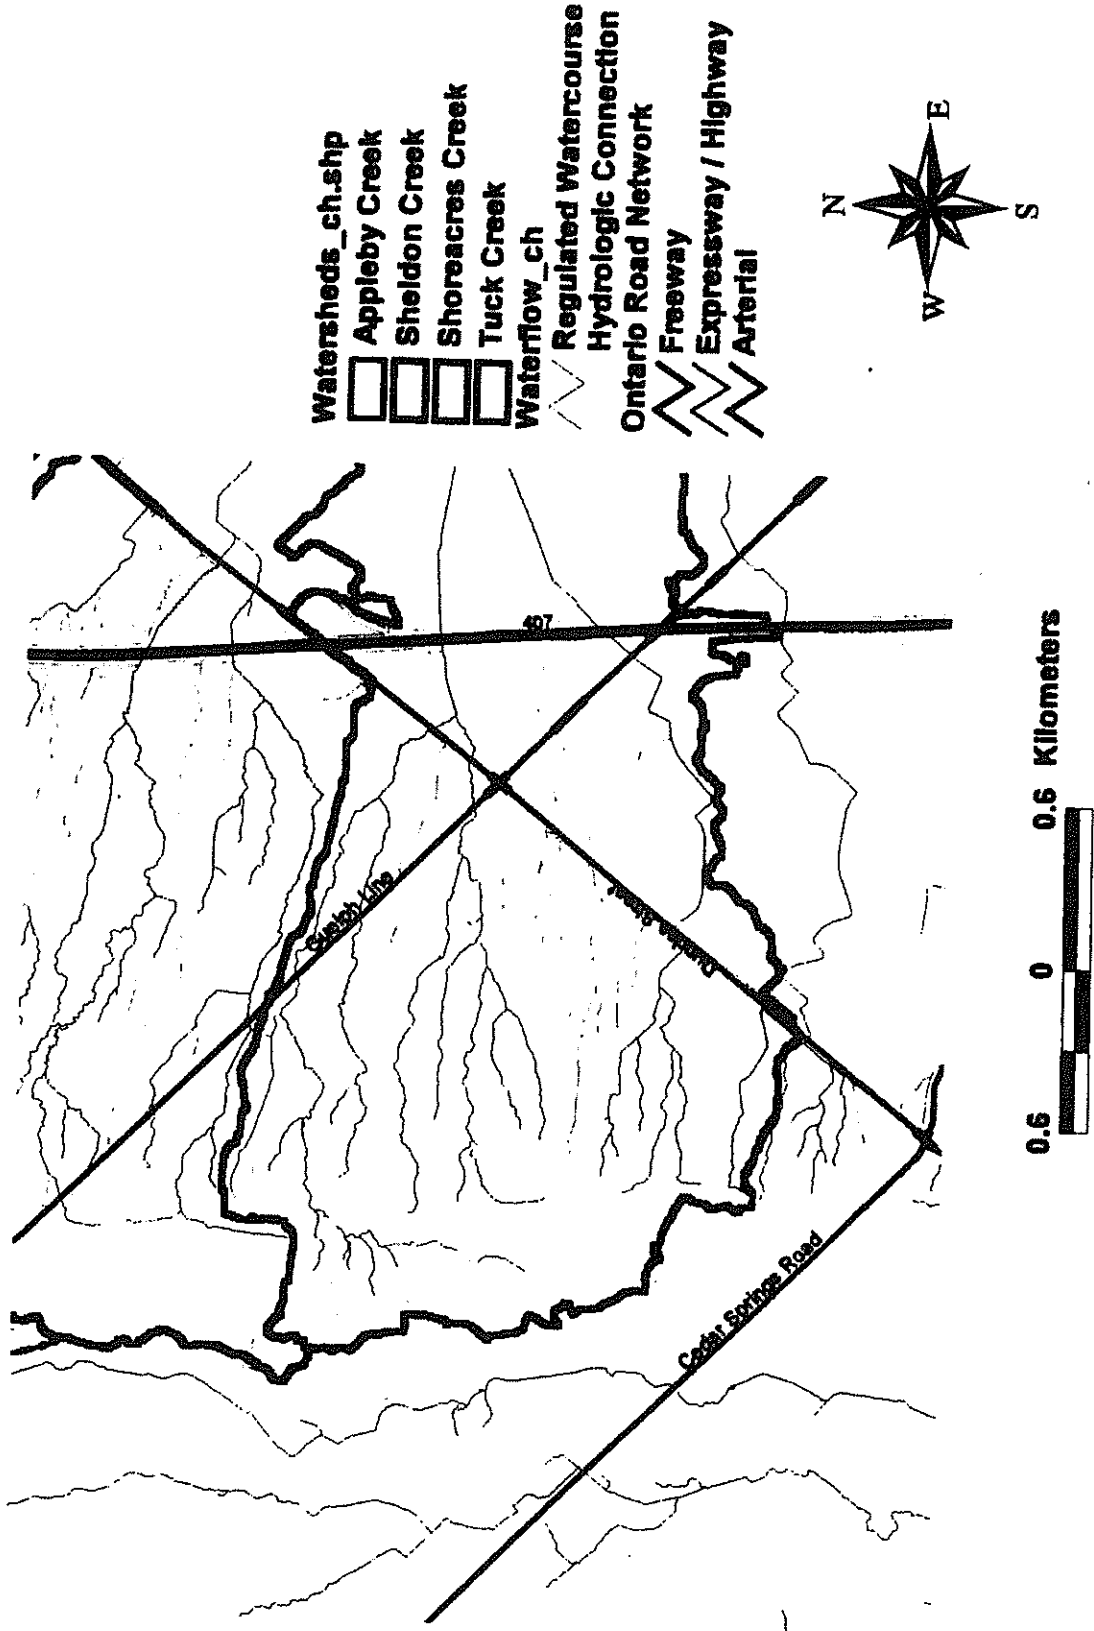 Watersheds_ch.shp
Appleby Creek
Sheldon Creek
Shoreacres Creek
Tuck Creek
Waterflow_ch
Regulated Watercourse
Hydrologic Connection
Ontario Road Network
Freeway
Expressway / Highway
Arterial
N
E
S
W
407
Guelph Line
Dundas Street
Cedar Springs Road
0.6 0 0.6 Kilometers